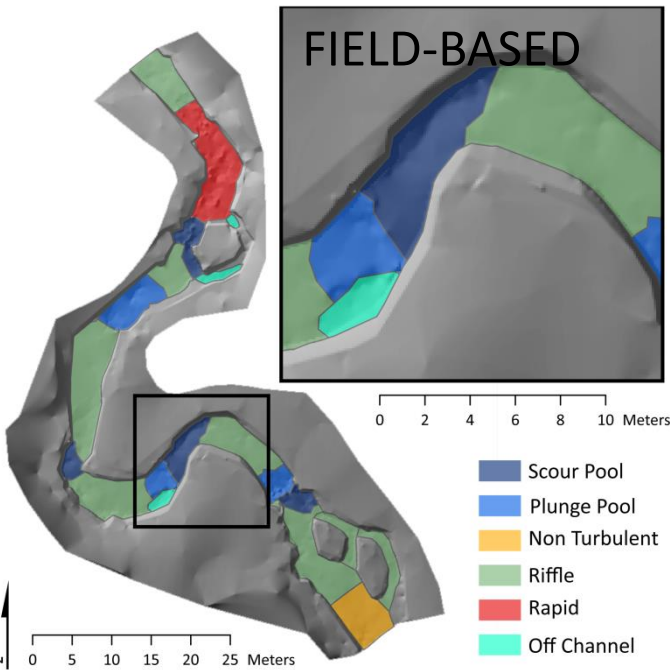 FIELD-BASED
0 2 4 6 8 10 Meters
Scour Pool
Plunge Pool
Non Turbulent
Riffle
Rapid
Off Channel
0 5 10 15 20 25 Meters